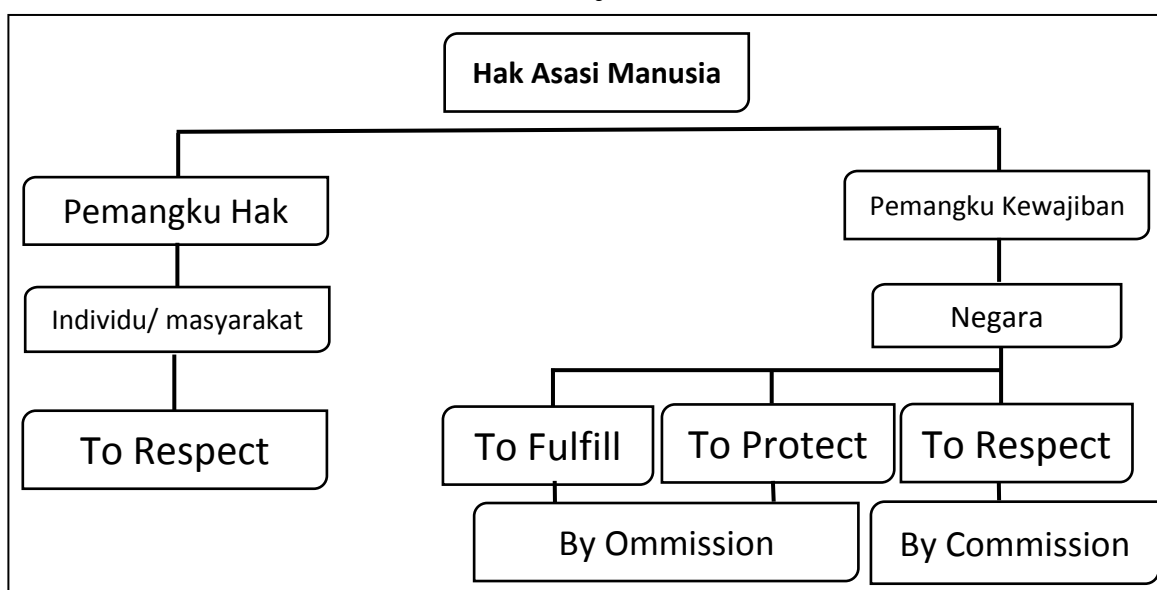 Hak Asasi Manusia
Pemangku Hak
Pemangku Kewajiban
Individu/ masyarakat
Negara
To Respect
To Fulfill
To Protect
To Respect
By Ommission
By Commission